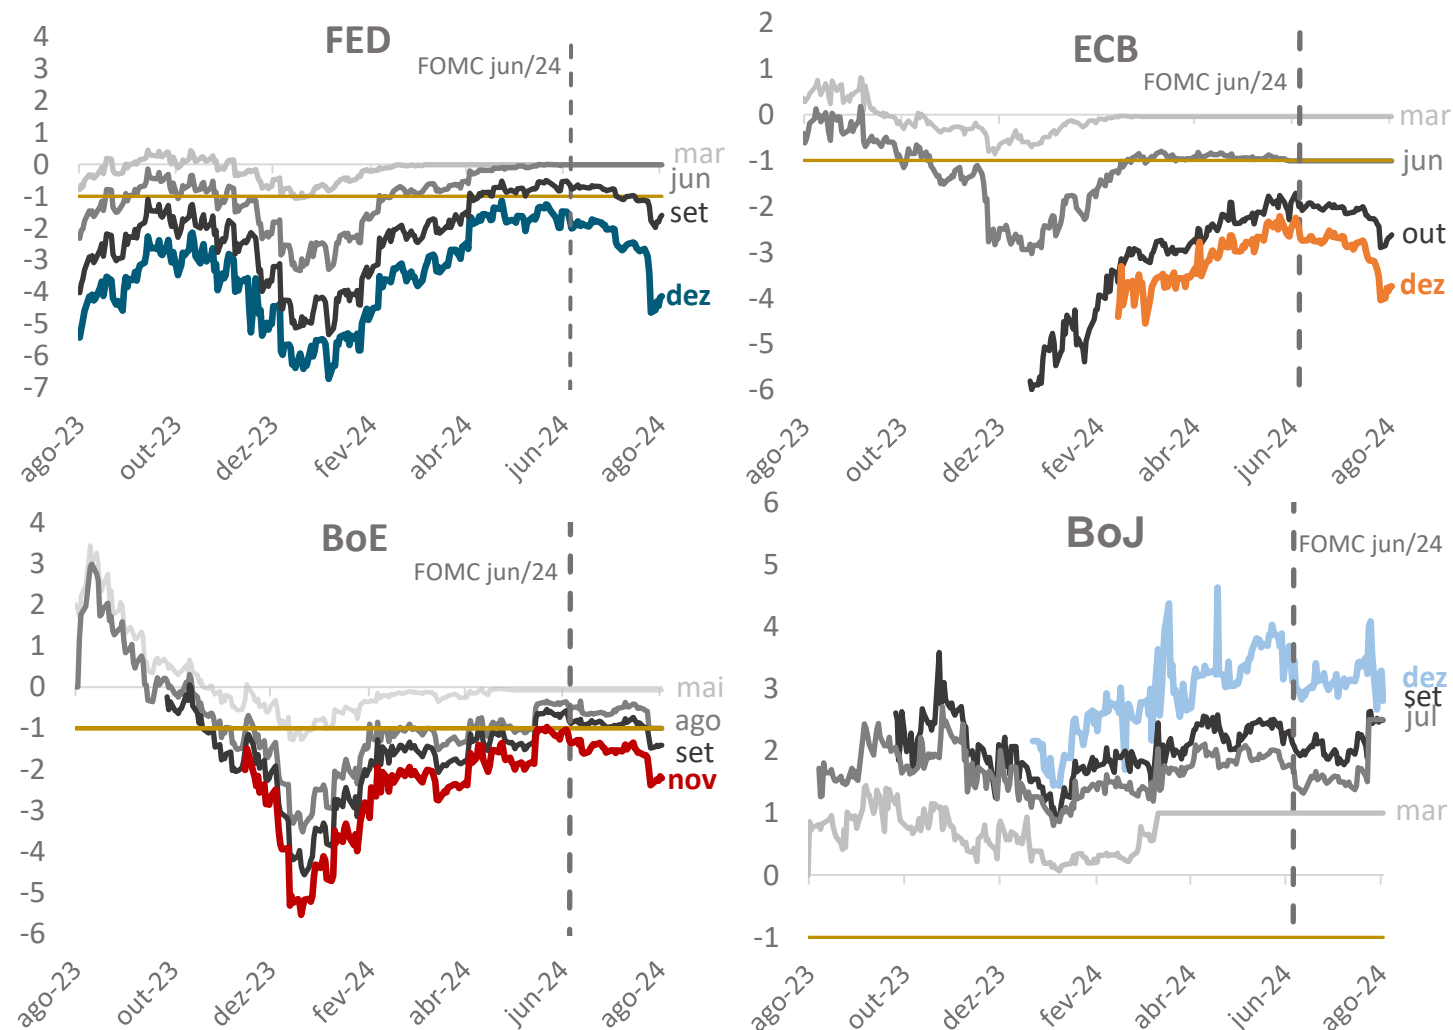 FED
FOMC jun/24
4
3
2
1
0
-1
-2
-3
-4
-5
-6
-7
mar
jun
set
dez
ago-23
out-23
dez-23
fev-24
abr-24
jun-24
ago-24
ECB
FOMC jun/24
2
1
0
-1
-2
-3
-4
-5
-6
mar
jun
out
dez
ago-23
out-23
dez-23
fev-24
abr-24
jun-24
ago-24
BoE
FOMC jun/24
4
3
2
1
0
-1
-2
-3
-4
-5
-6
mai
ago
set
nov
ago-23
out-23
dez-23
fev-24
abr-24
jun-24
ago-24
BoJ
FOMC jun/24
6
5
4
3
2
1
0
-1
dez
set
jul
mar
ago-23
out-23
dez-23
fev-24
abr-24
jun-24
ago-24